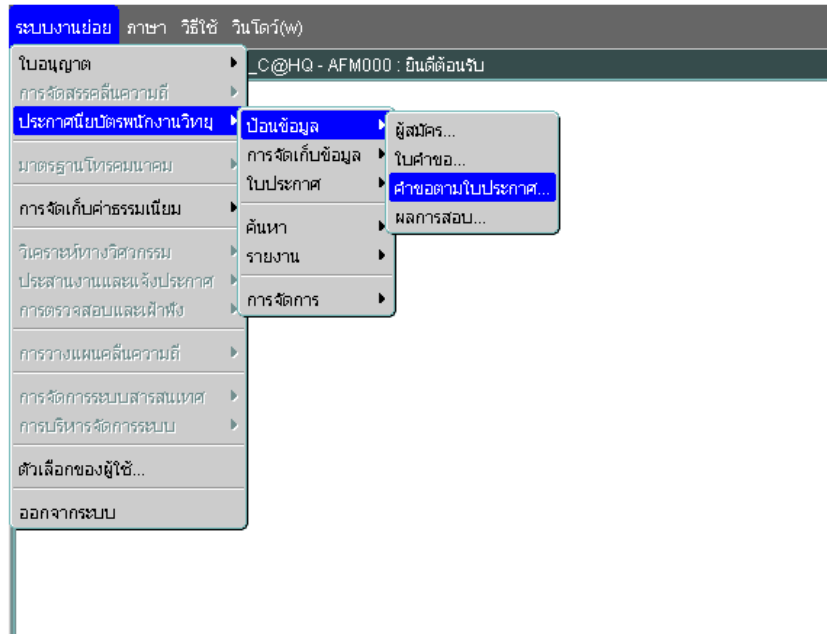 ระบบงานย่อย ภาษา วิธีใช้ วินโดว์(w)
_C@HQ - AFM000 : ยินดีต้อนรับ
ใบอนุญาต
การจัดสรรคลื่นความถี่
ประกาศนียบัตรพนักงานวิทยุ
มาตรฐานโทรคมนาคม
การจัดเก็บค่าธรรมเนียม
วิเคราะห์ทางวิศวกรรม
ประสานงานและแจ้งประกาศ
การตรวจสอบและเฝ้าฟัง
การวางแผนคลื่นความถี่
การจัดการระบบสารสนเทศ
การบริหารจัดการระบบ
ตัวเลือกของผู้ใช้...
ออกจากระบบ
ป้อนข้อมูล
การจัดเก็บข้อมูล
ใบประกาศ
ค้นหา
รายงาน
การจัดการ
ผู้สมัคร...
ใบคำขอ...
คำขอตามใบประกาศ...
ผลการสอบ...